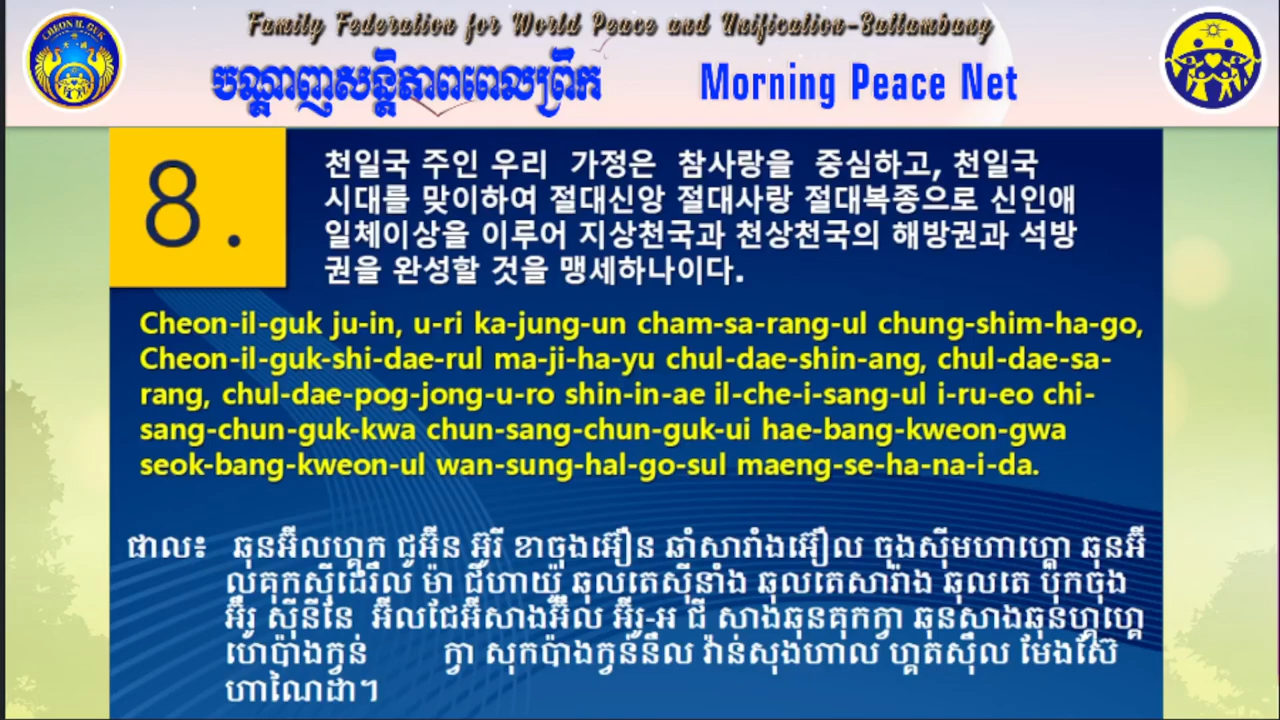 Family Federation for World Peace and Unification-Battambang
បណ្តាញសន្តិភាពពេលព្រឹក Morning Peace Net
CHEON IL GUK
8.
천일국 주인 우리 가정은 참사랑을 중심하고, 천일국
시대를 맞이하여 절대신앙 절대사랑 절대복종으로 신인애
일체이상을 이루어 지상천국과 천상천국의 해방권과 석방
권을 완성할 것을 맹세하나이다.
Cheon-il-guk ju-in, u-ri ka-jung-un cham-sa-rang-ul chung-shim-ha-go,
Cheon-il-guk-shi-dae-rul ma-ji-ha-yu chul-dae-shin-ang, chul-dae-sa-
rang, chul-dae-pog-jong-u-ro shin-in-ae il-che-i-sang-ul i-ru-eo chi-
sang-chun-guk-kwa chun-sang-chun-guk-ui hae-bang-kweon-gwa
seok-bang-kweon-ul wan-sung-hal-go-sul maeng-se-ha-na-i-da.
ផាល៖ ឆុនអ៊ីលហ្គុក ជូអ៊ីន អ៊ូរី ខាចុងអ៊ឿន ឆាំសារ៉ាំងអ៊ឿល ចុងស៊ីមហាហ្គោ ឆុនអ៊ី
លគុកស៊ីដេរឹល ម៉ា ជីហាយ៉ូ ឆុលតេស៊ីនាំង ឆុលតេសារ៉ាង ឆុលតេ ប៉ុកចុង
អ៊ឺរូ ស៊ីនីនែ អ៊ីលជែអ៊ីសាងអ៊ឹល អ៊ីរូ-អ ជី សាងឆុនគុកក្វា ឆុនសាងឆុនហ្គូហ្គេ
ហេប៉ាងក្វន់ ក្វា សុកប៉ាងក្វន់នឹល វ៉ាន់សុងហាល ហ្គតស៊ឹល មែងស៊ែ
ហាណៃដា។